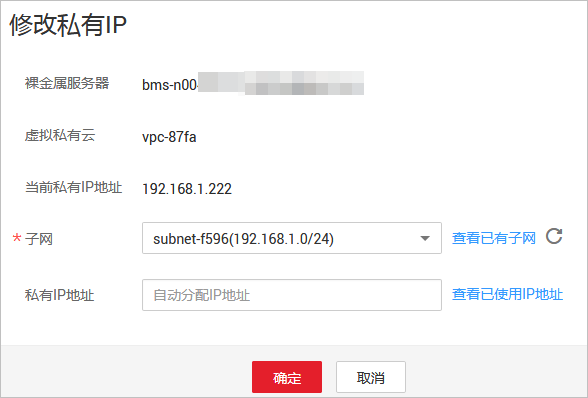 修改私有IP
裸金属服务器 bms-n00
虚拟私有云 vpc-87fa
当前私有IP地址 192.168.1.222
* 子网 subnet-f596(192.168.1.0/24) 查看已有子网
私有IP地址 自动分配IP地址 查看已使用IP地址
确定 取消